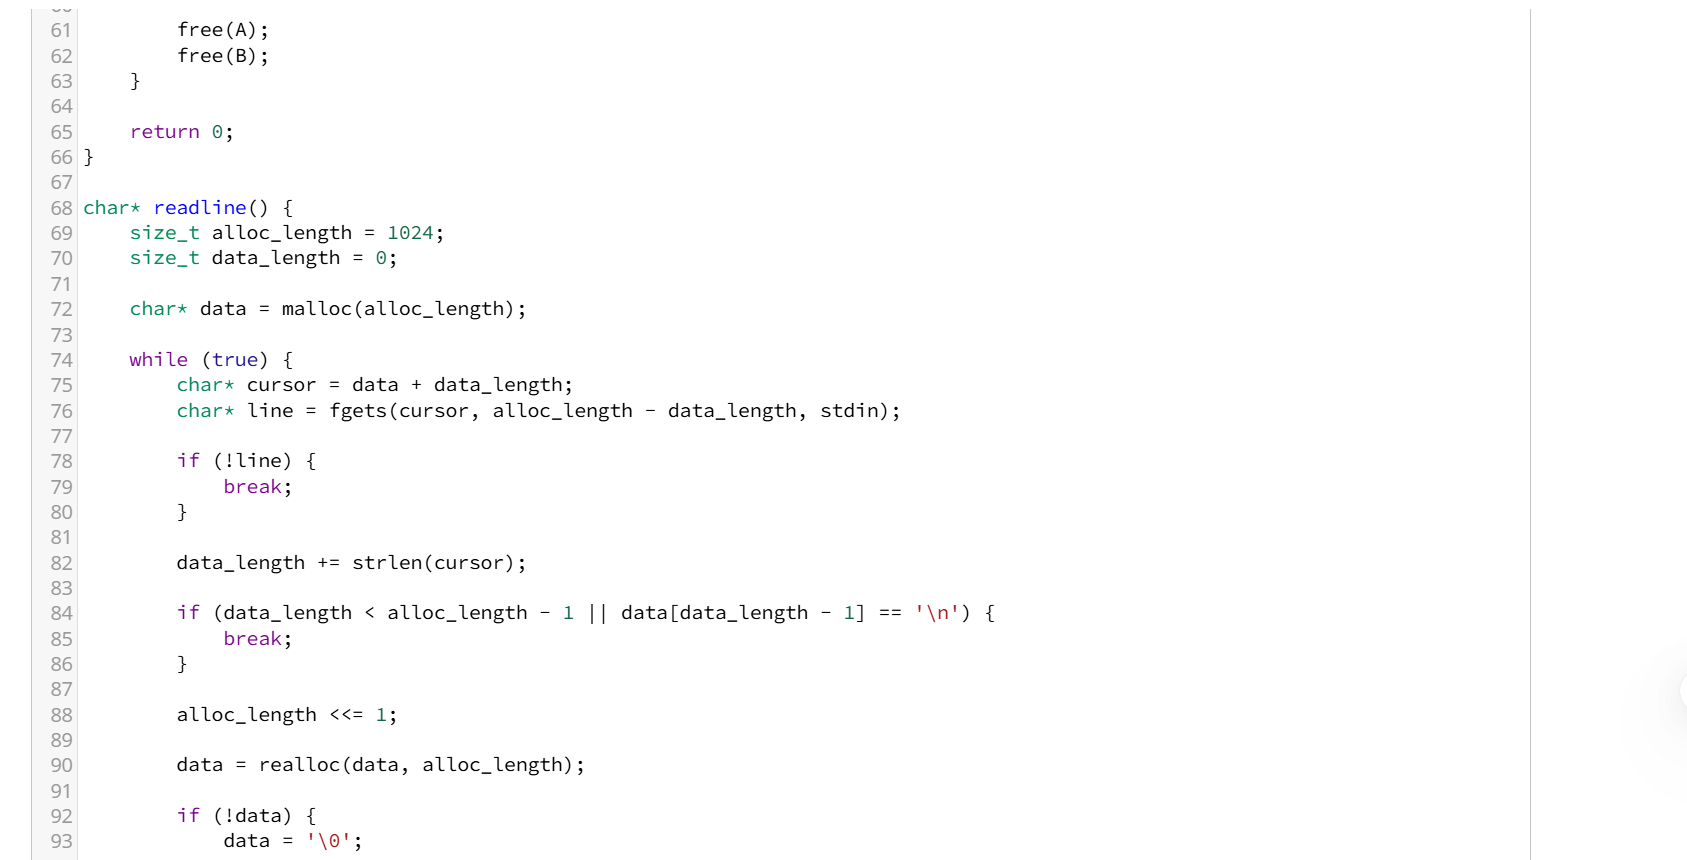 61         free(A);
62         free(B);
63     }
64
65     return 0;
66 }
67
68 char* readline() {
69     size_t alloc_length = 1024;
70     size_t data_length = 0;
71
72     char* data = malloc(alloc_length);
73
74     while (true) {
75         char* cursor = data + data_length;
76         char* line = fgets(cursor, alloc_length - data_length, stdin);
77
78         if (!line) {
79             break;
80         }
81
82         data_length += strlen(cursor);
83
84         if (data_length < alloc_length - 1 || data[data_length - 1] == '\n') {
85             break;
86         }
87
88         alloc_length <<= 1;
89
90         data = realloc(data, alloc_length);
91
92         if (!data) {
93             data = '\0';